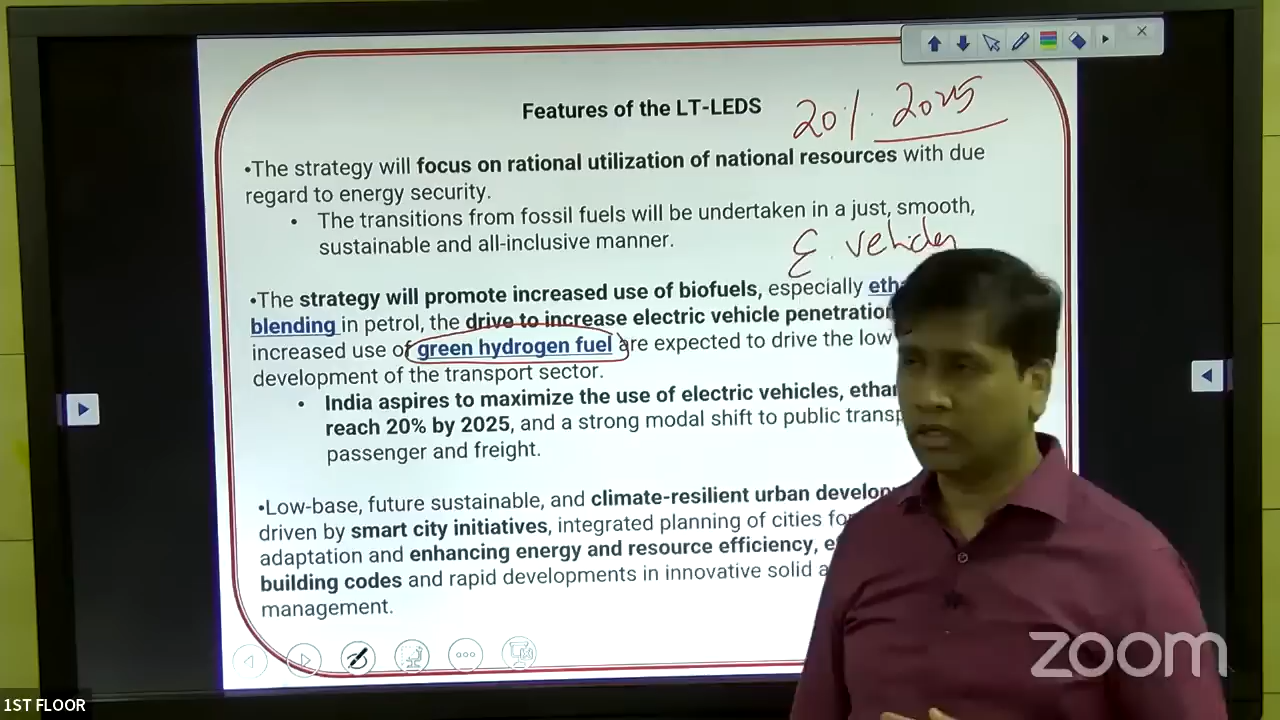 Features of the LT-LEDS
20% 2025
•The strategy will focus on rational utilization of national resources with due
regard to energy security.
• The transitions from fossil fuels will be undertaken in a just, smooth,
sustainable and all-inclusive manner.
E vehicles
•The strategy will promote increased use of biofuels, especially
blending in petrol, the drive to increase electric vehicle penetration
increased use of green hydrogen fuel are expected to drive the low
development of the transport sector.
• India aspires to maximize the use of electric vehicles,
reach 20% by 2025, and a strong modal shift to public
passenger and freight.
•Low-base, future sustainable, and climate-resilient urban
driven by smart city initiatives, integrated planning of cities
adaptation and enhancing energy and resource efficiency,
building codes and rapid developments in innovative solid
management.
1ST FLOOR
zoom